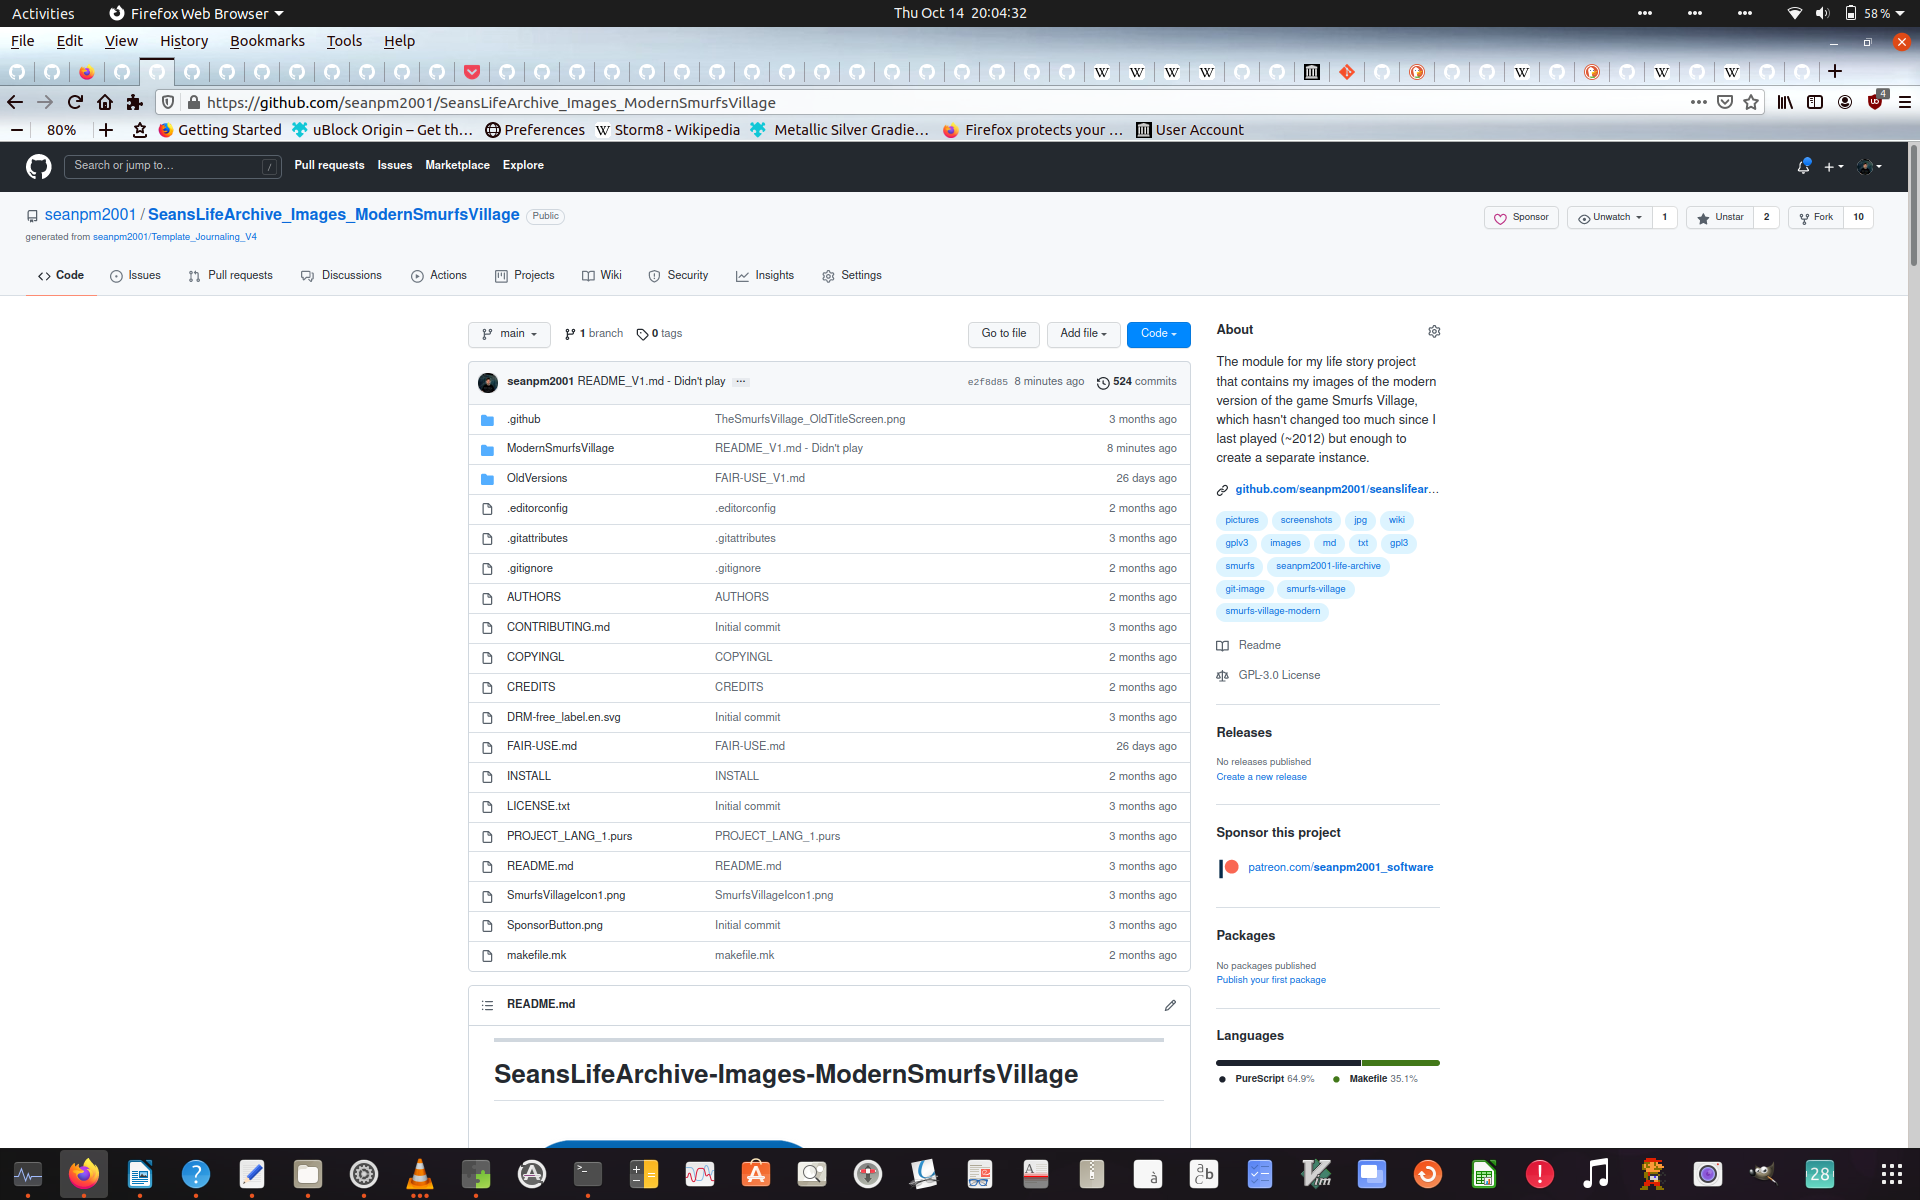 Activities Firefox Web Browser Thu Oct 14 20:04:32 58 %
File Edit View History Bookmarks Tools Help
https://github.com/seanpm2001/SeansLifeArchive_Images_ModernSmurfsVillage 4
80% Getting Started uBlock Origin – Get th… Preferences Storm8 - Wikipedia Metallic Silver Gradie… Firefox protects your … User Account
Search or jump to… / Pull requests Issues Marketplace Explore
seanpm2001 / SeansLifeArchive_Images_ModernSmurfsVillage Public Sponsor Unwatch 1 Unstar 2 Fork 10
generated from seanpm2001/Template_Journaling_V4
Code Issues Pull requests Discussions Actions Projects Wiki Security Insights Settings
main 1 branch 0 tags Go to file Add file Code
seanpm2001 README_V1.md - Didn't play … e2f8d85 8 minutes ago 524 commits
.github TheSmurfsVillage_OldTitleScreen.png 3 months ago
ModernSmurfsVillage README_V1.md - Didn't play 8 minutes ago
OldVersions FAIR-USE_V1.md 26 days ago
.editorconfig .editorconfig 2 months ago
.gitattributes .gitattributes 3 months ago
.gitignore .gitignore 2 months ago
AUTHORS AUTHORS 2 months ago
CONTRIBUTING.md Initial commit 3 months ago
COPYINGL COPYINGL 2 months ago
CREDITS CREDITS 2 months ago
DRM-free_label.en.svg Initial commit 3 months ago
FAIR-USE.md FAIR-USE.md 26 days ago
INSTALL INSTALL 2 months ago
LICENSE.txt Initial commit 3 months ago
PROJECT_LANG_1.purs PROJECT_LANG_1.purs 3 months ago
README.md README.md 3 months ago
SmurfsVillageIcon1.png SmurfsVillageIcon1.png 3 months ago
SponsorButton.png Initial commit 3 months ago
makefile.mk makefile.mk 2 months ago
README.md
SeansLifeArchive-Images-ModernSmurfsVillage
About
The module for my life story project
that contains my images of the modern
version of the game Smurfs Village,
which hasn't changed too much since I
last played (~2012) but enough to
create a separate instance.
github.com/seanpm2001/seanslifear…
pictures screenshots jpg wiki
gplv3 images md txt gpl3
smurfs seanpm2001-life-archive
git-image smurfs-village
smurfs-village-modern
Readme
GPL-3.0 License
Releases
No releases published
Create a new release
Sponsor this project
patreon.com/seanpm2001_software
Packages
No packages published
Publish your first package
Languages
PureScript 64.9% Makefile 35.1%
28